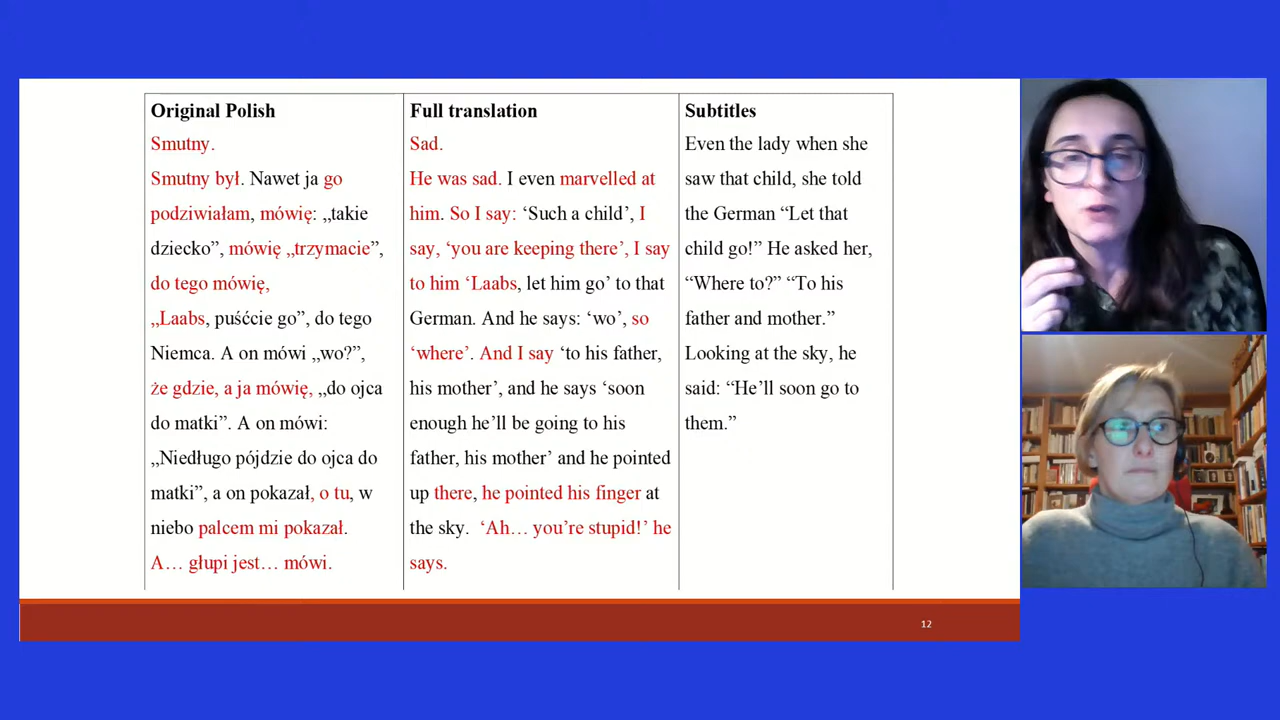 Original Polish
Smutny.
Smutny był. Nawet ja go
podziwiałam, mówię: „takie
dziecko”, mówię „trzymacie”,
do tego mówię,
„Laabs, puśćcie go”, do tego
Niemca. A on mówi „wo?”,
że gdzie, a ja mówię, „do ojca
do matki”. A on mówi:
„Niedługo pójdzie do ojca do
matki”, a on pokazał, o tu, w
niebo palcem mi pokazał.
A… głupi jest… mówi.
Full translation
Sad.
He was sad. I even marvelled at
him. So I say: ‘Such a child’, I
say, ‘you are keeping there’, I say
to him ‘Laabs, let him go’ to that
German. And he says: ‘wo’, so
‘where’. And I say ‘to his father,
his mother’, and he says ‘soon
enough he’ll be going to his
father, his mother’ and he pointed
up there, he pointed his finger at
the sky. ‘Ah… you’re stupid!’ he
says.
Subtitles
Even the lady when she
saw that child, she told
the German “Let that
child go!” He asked her,
“Where to?” “To his
father and mother.”
Looking at the sky, he
said: “He’ll soon go to
them.”
12